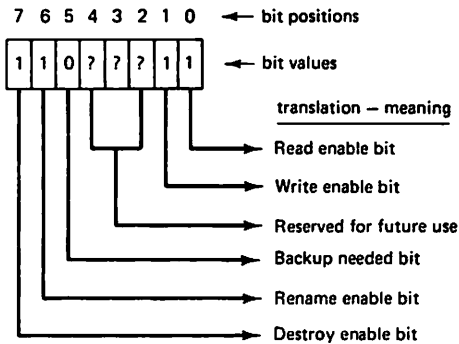 7 6 5 4 3 2 1 0 bit positions
1 1 0 ? ? ? 1 1 bit values
translation – meaning
Read enable bit
Write enable bit
Reserved for future use
Backup needed bit
Rename enable bit
Destroy enable bit